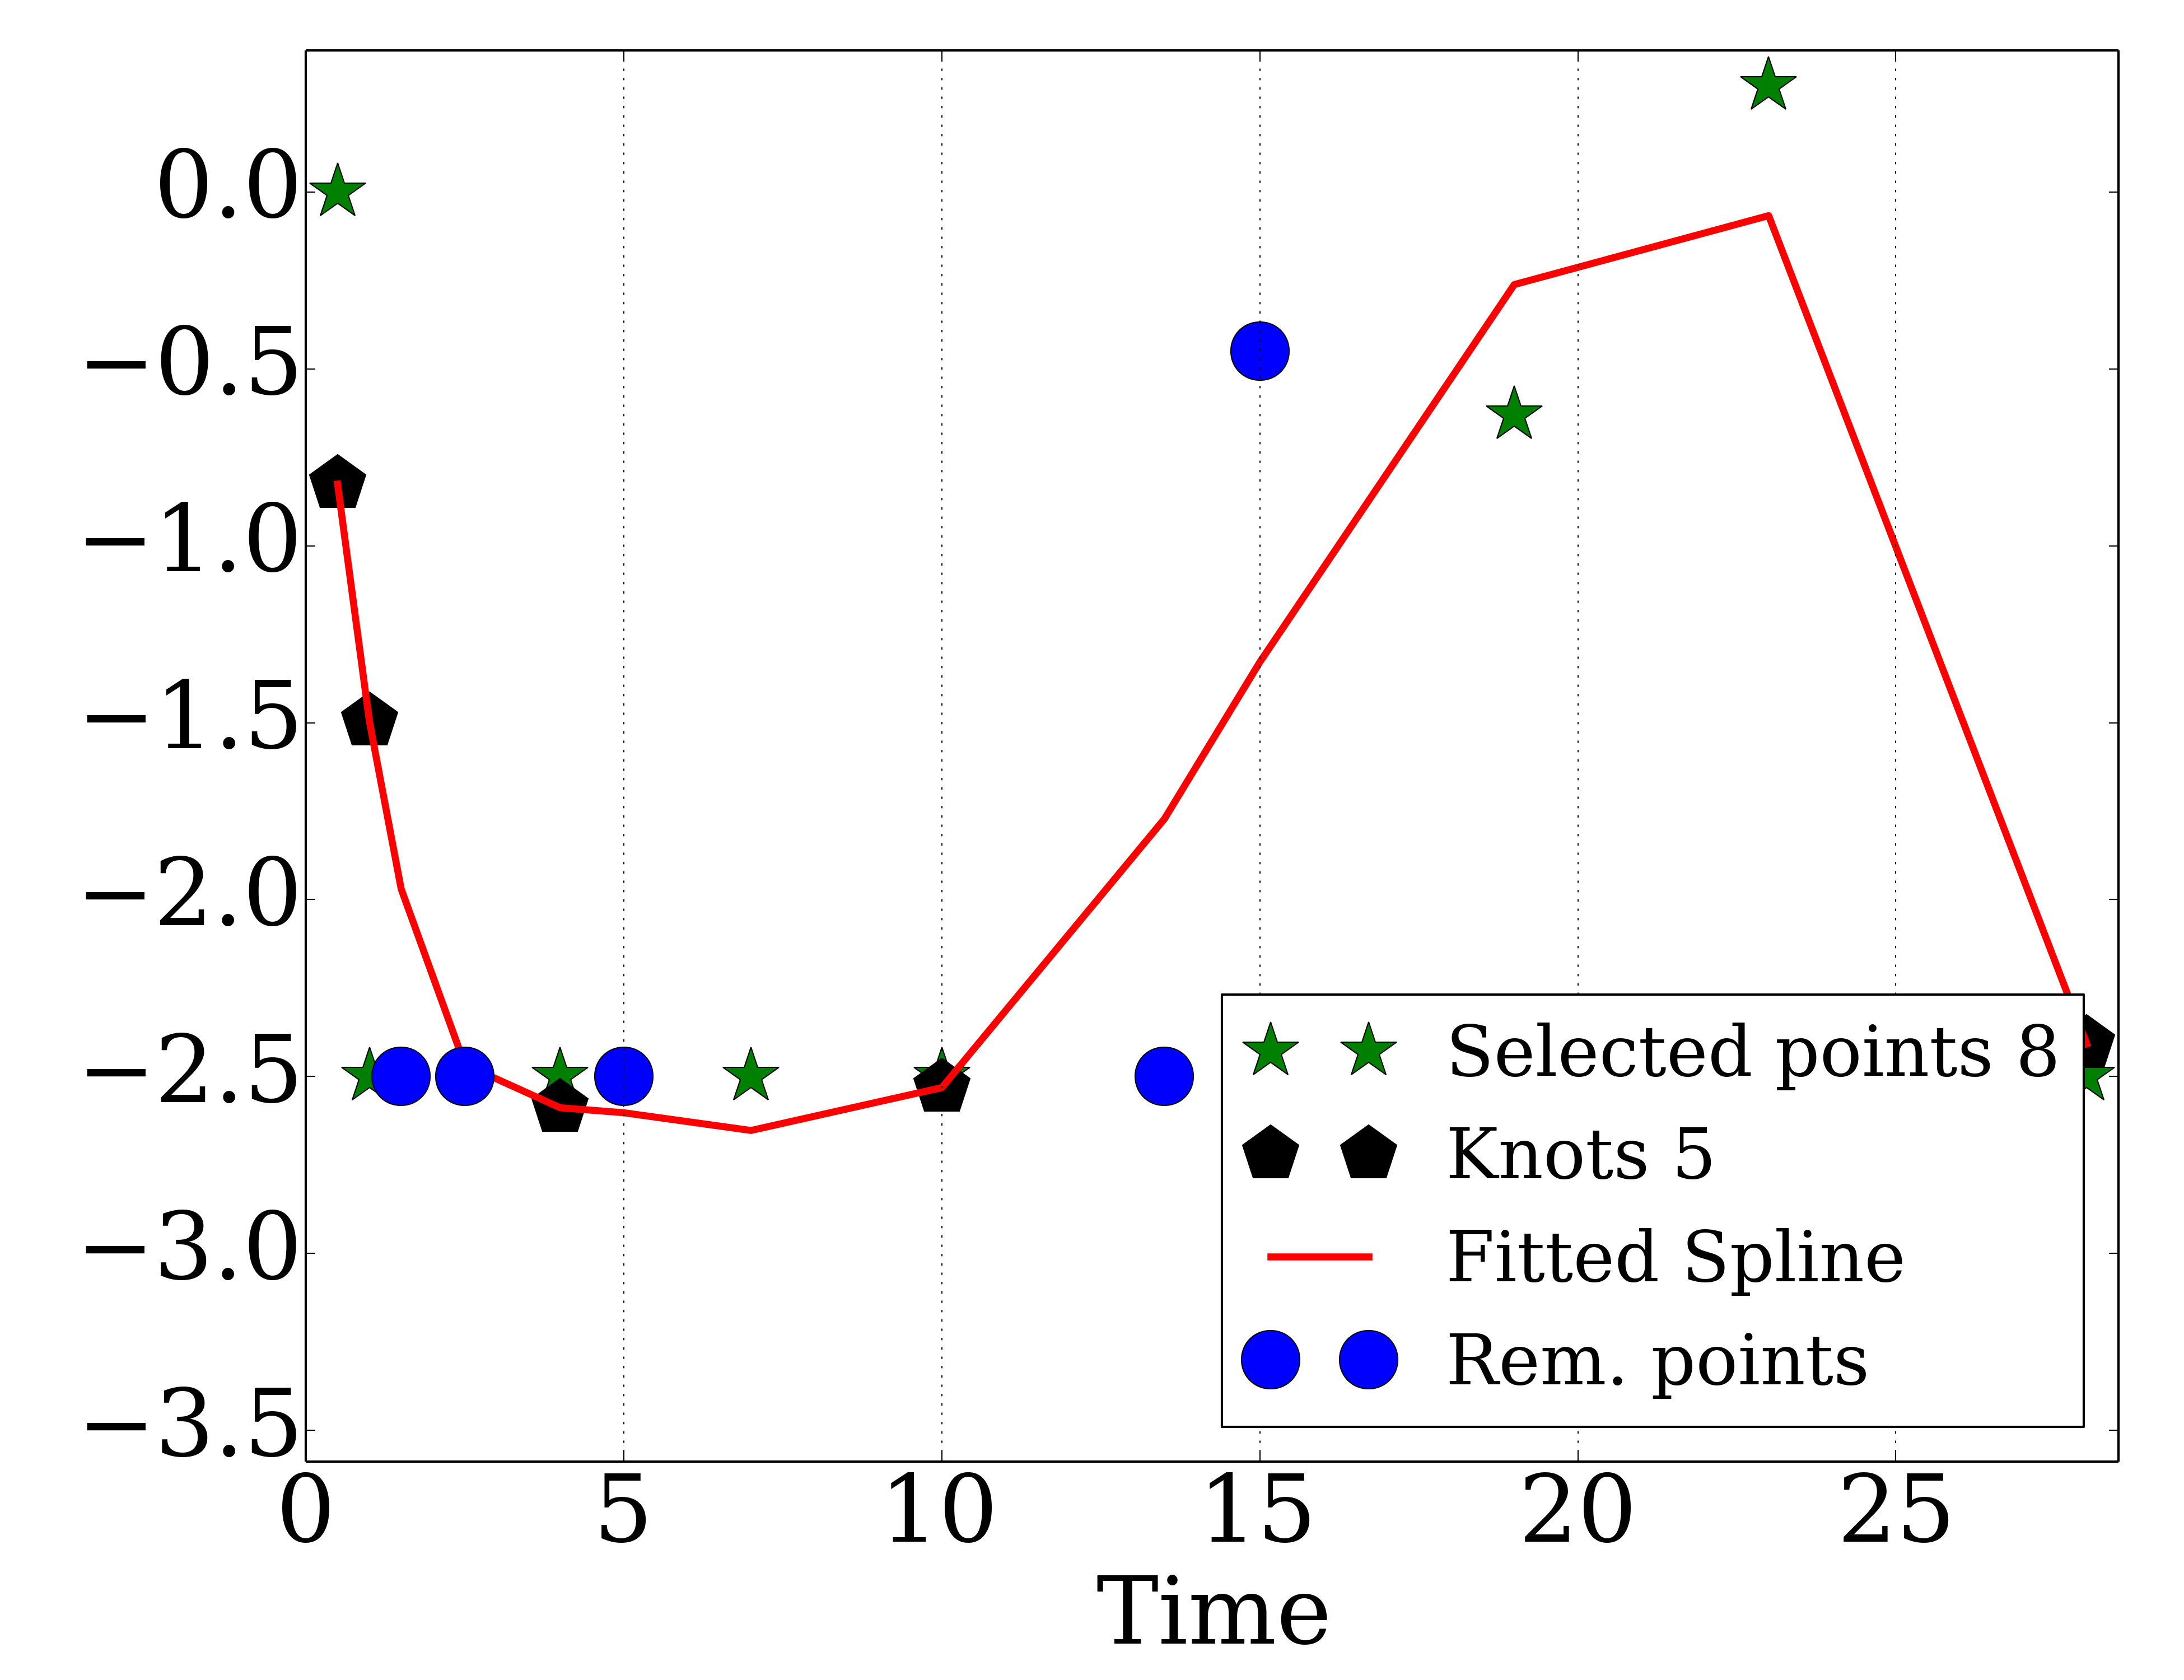 0.0
−0.5
−1.0
−1.5
−2.0
−2.5
−3.0
−3.5
0 5 10 15 20 25
Time
Selected points 8
Knots 5
Fitted Spline
Rem. points